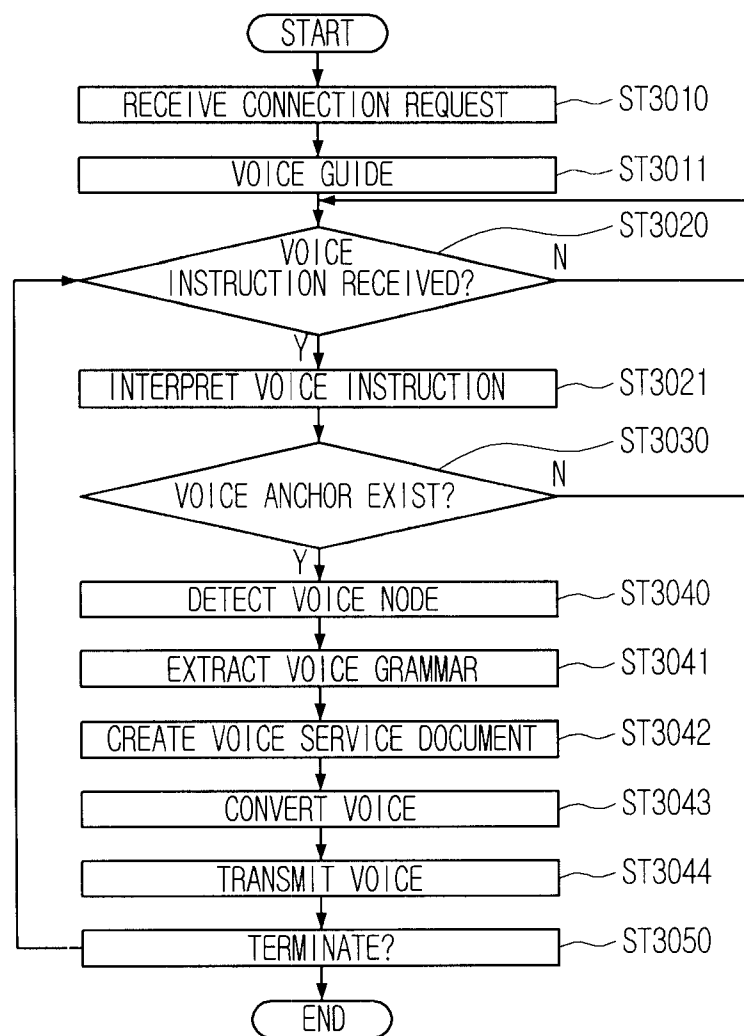 START
RECEIVE CONNECTION REQUEST
ST3010
VOICE GUIDE
ST3011
ST3020
VOICE
INSTRUCTION RECEIVED?
N
Y
INTERPRET VOICE INSTRUCTION
ST3021
ST3030
VOICE ANCHOR EXIST?
N
Y
DETECT VOICE NODE
ST3040
EXTRACT VOICE GRAMMAR
ST3041
CREATE VOICE SERVICE DOCUMENT
ST3042
CONVERT VOICE
ST3043
TRANSMIT VOICE
ST3044
TERMINATE?
ST3050
END